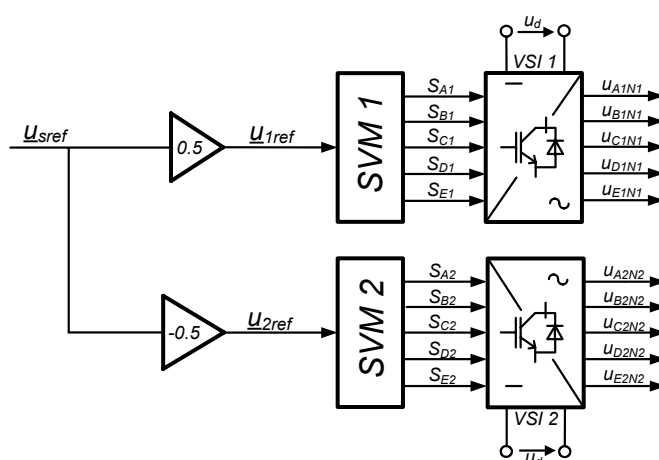 u_d
VSI 1
u_sref
0.5
u_1ref
SVM 1
S_A1
S_B1
S_C1
S_D1
S_E1
u_A1N1
u_B1N1
u_C1N1
u_D1N1
u_E1N1
-0.5
u_2ref
SVM 2
S_A2
S_B2
S_C2
S_D2
S_E2
u_A2N2
u_B2N2
u_C2N2
u_D2N2
u_E2N2
VSI 2
u_d